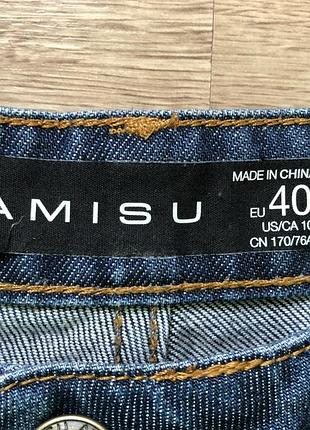 AMISU
MADE IN CHINA
EU 40
US/CA 10
CN 170/76A